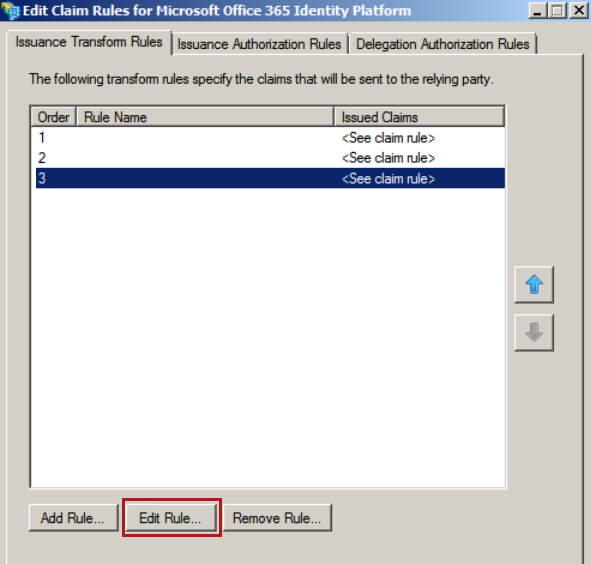 Edit Claim Rules for Microsoft Office 365 Identity Platform
Issuance Transform Rules Issuance Authorization Rules Delegation Authorization Rules
The following transform rules specify the claims that will be sent to the relying party.
Order Rule Name Issued Claims
1 <See claim rule>
2 <See claim rule>
3 <See claim rule>
Add Rule... Edit Rule... Remove Rule...